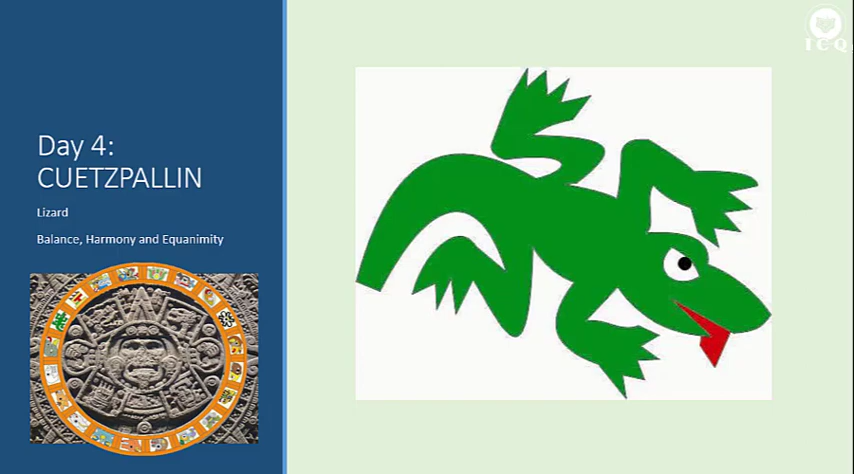 Day 4:
CUETZPALLIN
Lizard
Balance, Harmony and Equanimity
ICQ